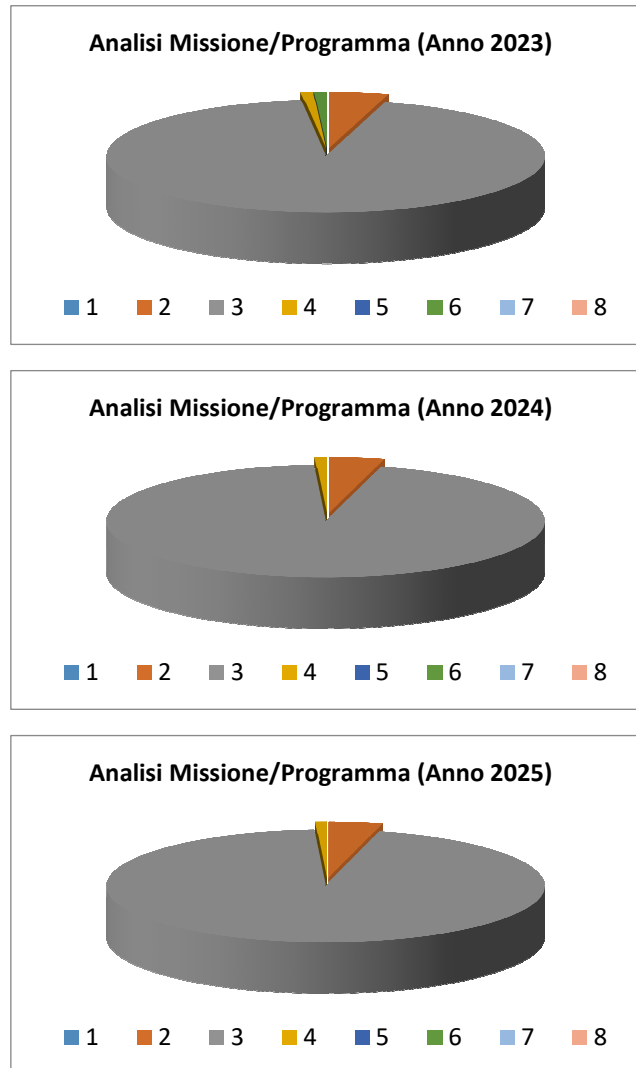 Analisi Missione/Programma (Anno 2023)
1 2 3 4 5 6 7 8
Analisi Missione/Programma (Anno 2024)
1 2 3 4 5 6 7 8
Analisi Missione/Programma (Anno 2025)
1 2 3 4 5 6 7 8